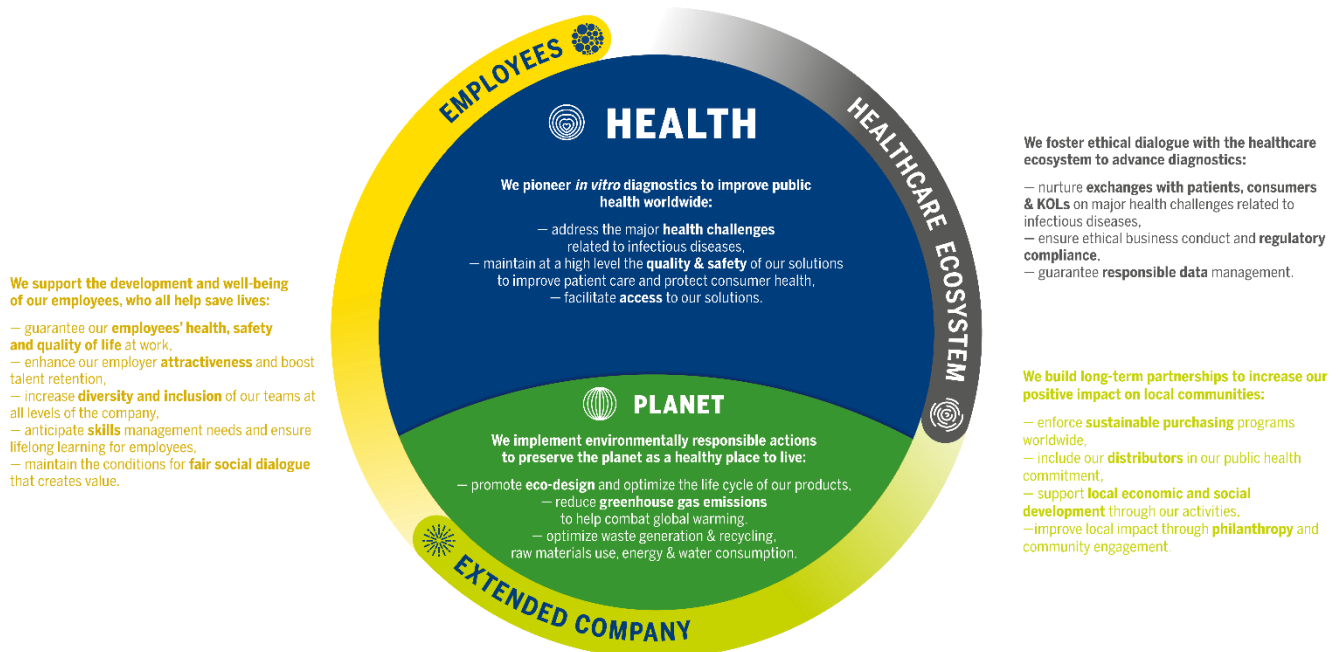 EMPLOYEES
HEALTHCARE ECOSYSTEM
EXTENDED COMPANY
HEALTH
We pioneer in vitro diagnostics to improve public
health worldwide:
— address the major health challenges
related to infectious diseases,
— maintain at a high level the quality & safety of our solutions
to improve patient care and protect consumer health,
— facilitate access to our solutions.
PLANET
We implement environmentally responsible actions
to preserve the planet as a healthy place to live:
— promote eco-design and optimize the life cycle of our products,
— reduce greenhouse gas emissions
to help combat global warming.
— optimize waste generation & recycling,
raw materials use, energy & water consumption.
We support the development and well-being
of our employees, who all help save lives:
— guarantee our employees' health, safety
and quality of life at work,
— enhance our employer attractiveness and boost
talent retention,
— increase diversity and inclusion of our teams at
all levels of the company,
— anticipate skills management needs and ensure
lifelong learning for employees,
— maintain the conditions for fair social dialogue
that creates value.
We foster ethical dialogue with the healthcare
ecosystem to advance diagnostics:
— nurture exchanges with patients, consumers
& KOLs on major health challenges related to
infectious diseases,
— ensure ethical business conduct and regulatory
compliance,
— guarantee responsible data management.
We build long-term partnerships to increase our
positive impact on local communities:
— enforce sustainable purchasing programs
worldwide,
— include our distributors in our public health
commitment,
— support local economic and social
development through our activities,
—improve local impact through philanthropy and
community engagement.